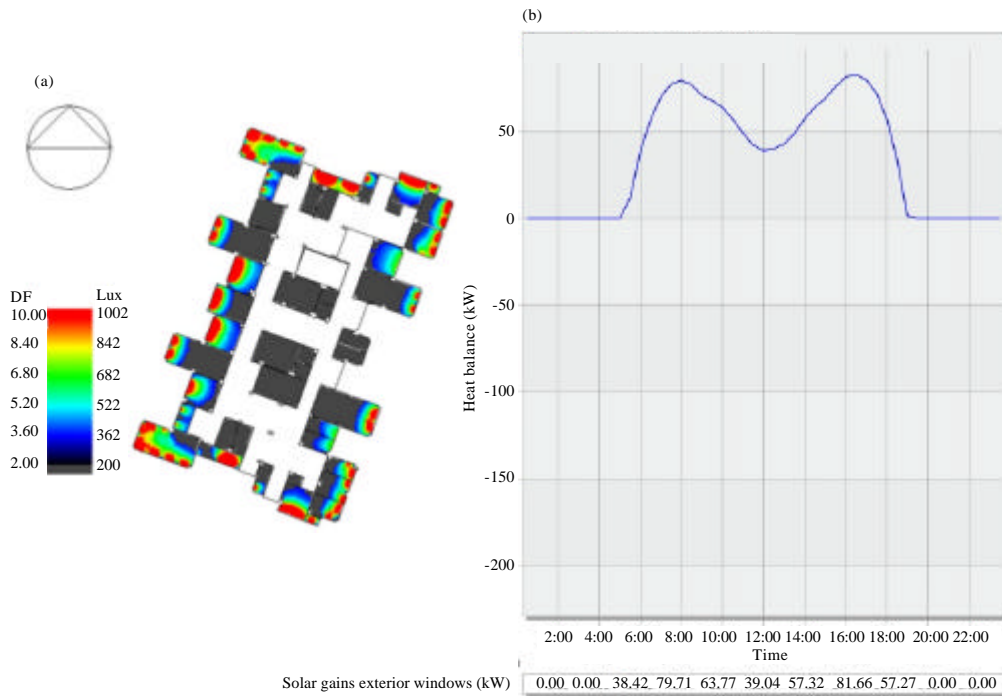 (a)
DF Lux
10.00 1002
8.40 842
6.80 682
5.20 522
3.60 362
2.00 200
(b)
Heat balance (kW)
50
0
-50
-100
-150
-200
2:00 4:00 6:00 8:00 10:00 12:00 14:00 16:00 18:00 20:00 22:00
Time
Solar gains exterior windows (kW) 0.00 0.00 38.42 79.71 63.77 39.04 57.32 81.66 57.27 0.00 0.00